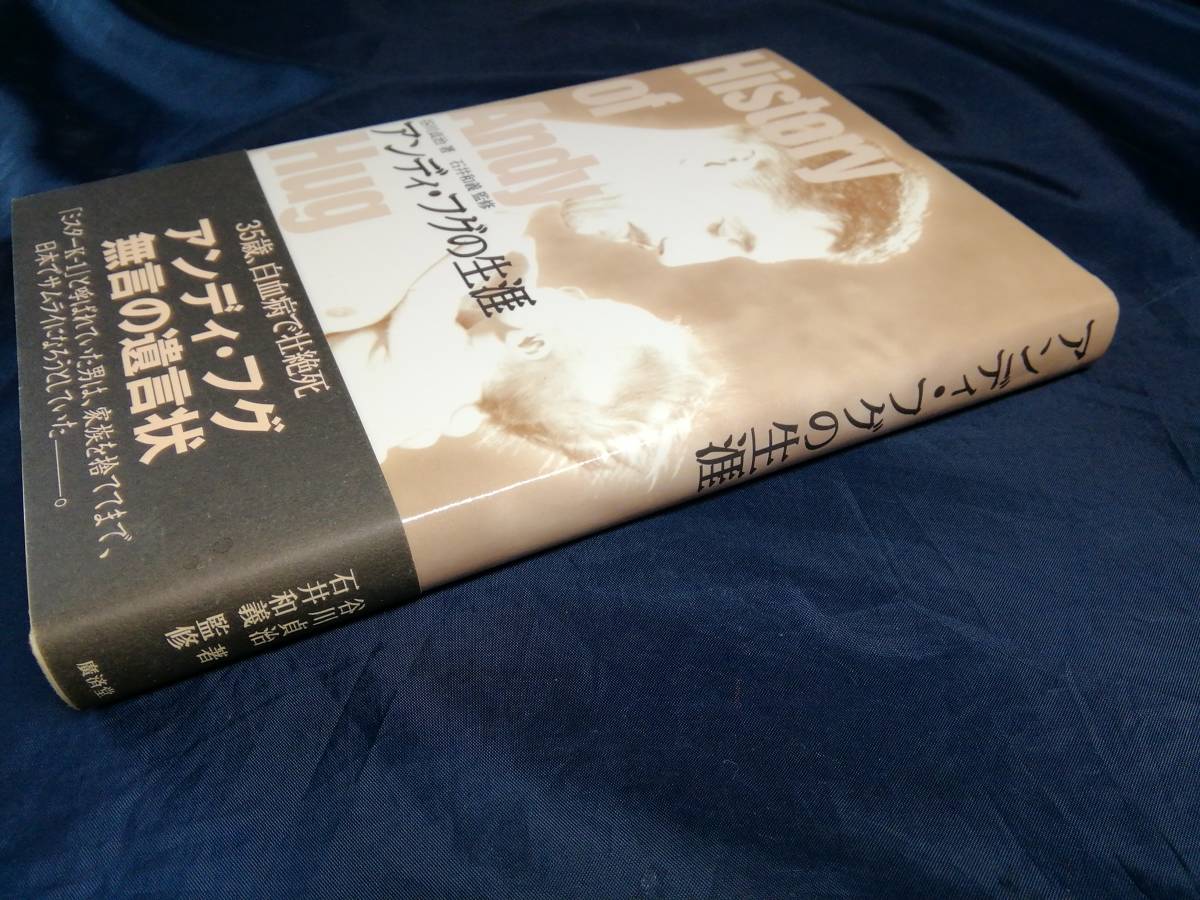 History
of
Andy
Hug
谷川貞治 著 石井和義 監修
アンディ・フグの生涯
35歳、白血病で壮絶死
アンディ・フグ
無言の遺言状
「ミスターK-1」と呼ばれていた男は、家族を捨ててまで、
日本でサムライになろうとしていた——。
アンディ・フグの生涯
谷川貞治 著
石井和義 監修
廣済堂